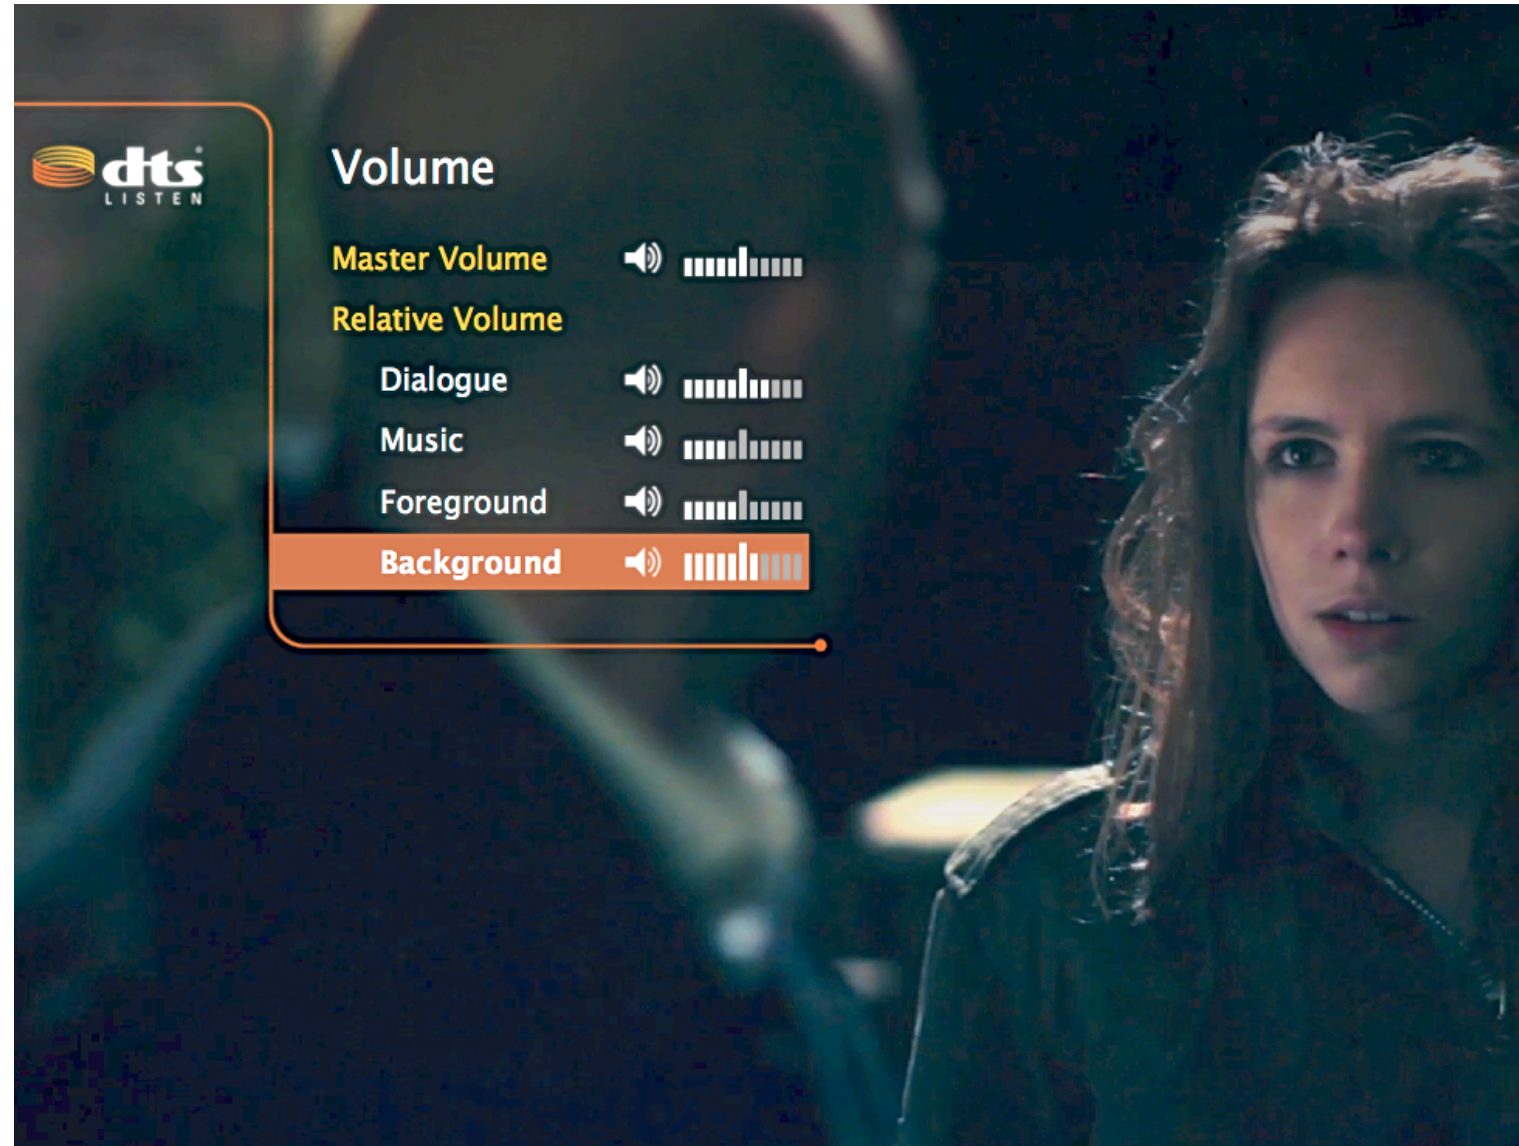 dts
LISTEN
Volume
Master Volume
Relative Volume
Dialogue
Music
Foreground
Background